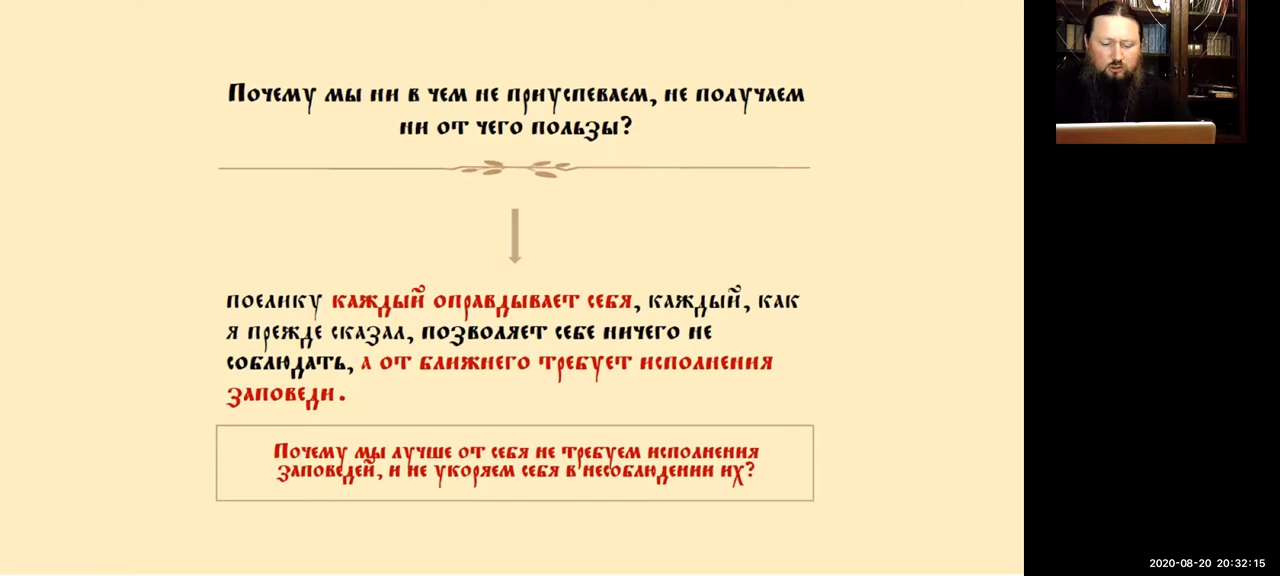 Почему мы ни в чем не приуспеваем, не получаем
ни от чего пользы?
поелику каждый оправдывает себя, каждый, как
я прежде сказал, позволяет себе ничего не
соблюдать, а от ближнего требует исполнения
заповеди.
Почему мы лучше от себя не требуем исполнения
заповедей, и не укоряем себя в несоблюдении их?
2020-08-20 20:32:15